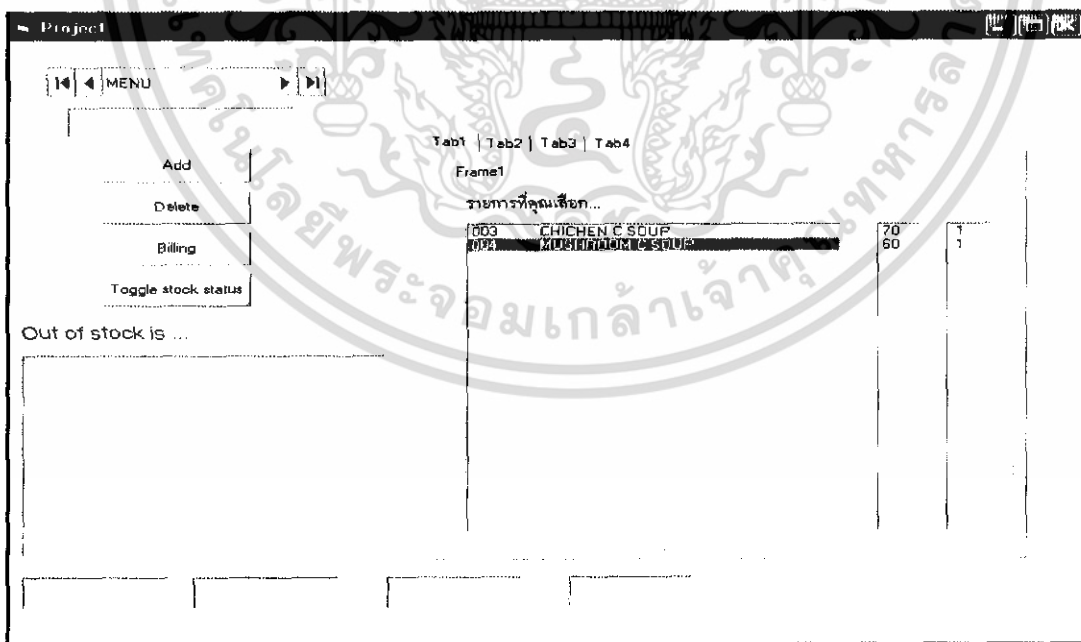 Project
MENU
Add
Delete
Billing
Toggle stock status
Out of stock is ...
Tab1 | Tab2 | Tab3 | Tab4
Frame1
รายการที่คุณเลือก...
003 CHICHEN C SOUP 70 1
004 MUSHROOM C SOUP 60 1